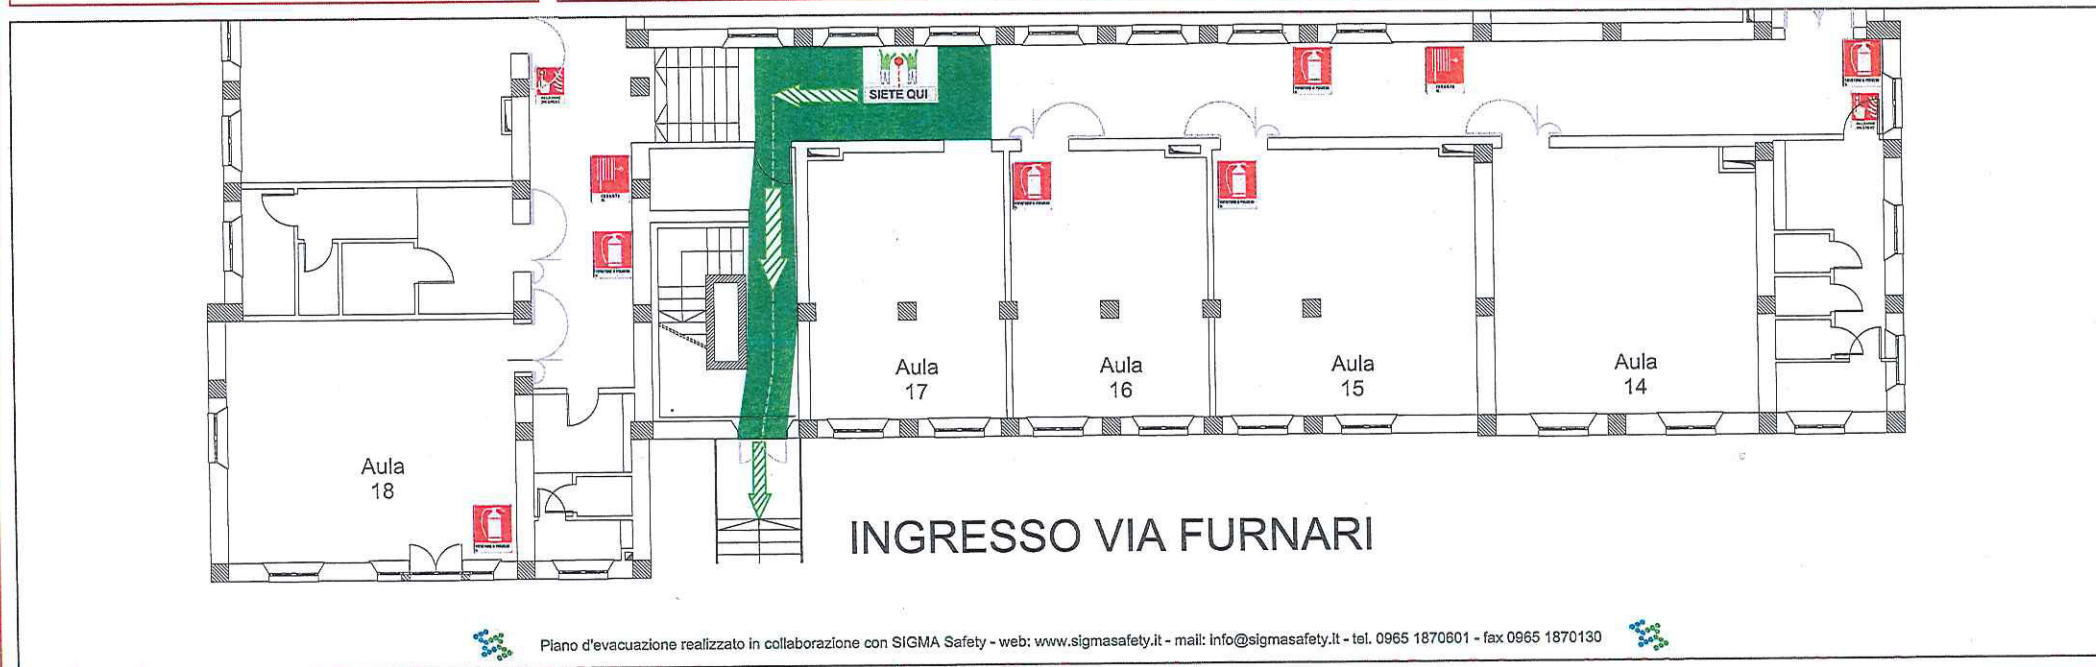 SIETE QUI
Aula
17
Aula
16
Aula
15
Aula
14
Aula
18
INGRESSO VIA FURNARI
Piano d'evacuazione realizzato in collaborazione con SIGMA Safety - web: www.sigmasafety.it - mail: info@sigmasafety.it - tel. 0965 1870601 - fax 0965 1870130